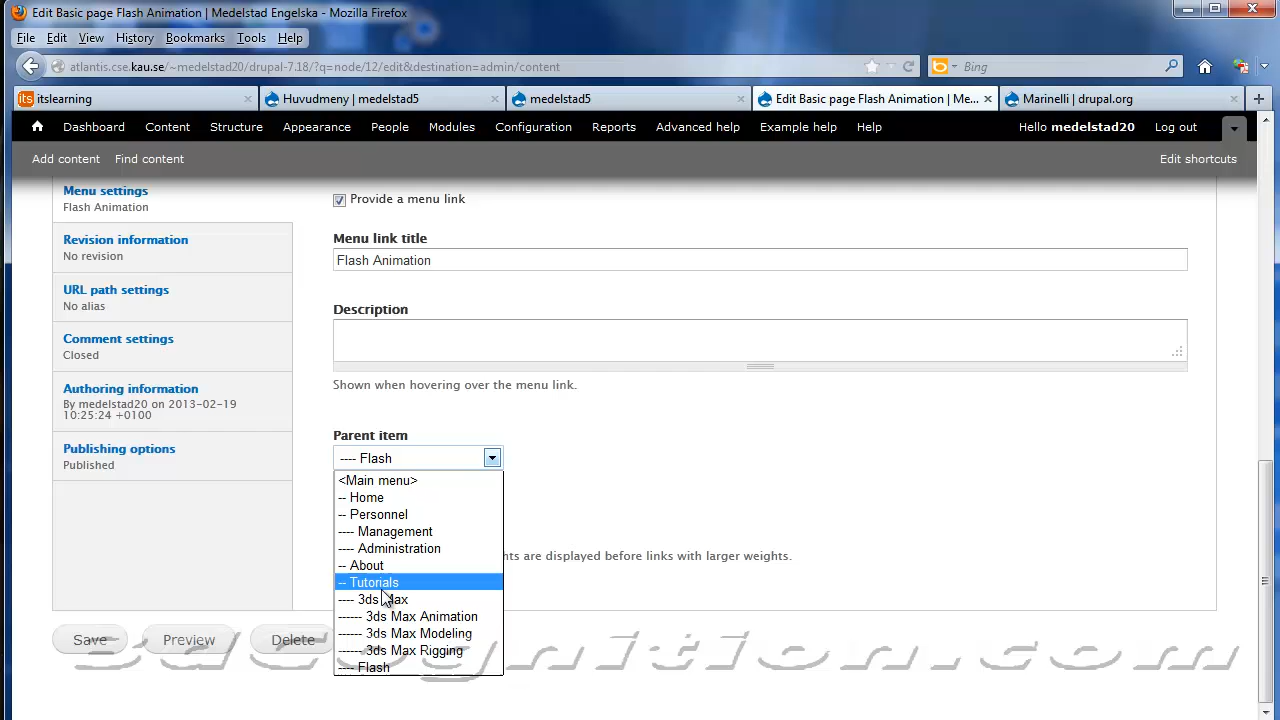 Edit Basic page Flash Animation | Medelstad Engelska - Mozilla Firefox
File Edit View History Bookmarks Tools Help
atlantis.cse.kau.se/~medelstad20/drupal-7.18/?q=node/12/edit&destination=admin/content
Bing
its itslearning
Huvudmeny | medelstad5
medelstad5
Edit Basic page Flash Animation | Me...
Marinelli | drupal.org
Dashboard Content Structure Appearance People Modules Configuration Reports Advanced help Example help Help
Hello medelstad20 Log out
Add content Find content Edit shortcuts
Menu settings
Flash Animation
Revision information
No revision
URL path settings
No alias
Comment settings
Closed
Authoring information
By medelstad20 on 2013-02-19
10:25:24 +0100
Publishing options
Published
Provide a menu link
Menu link title
Flash Animation
Description
Shown when hovering over the menu link.
Parent item
---- Flash
<Main menu>
-- Home
-- Personnel
---- Management
---- Administration
-- About
-- Tutorials
---- 3ds Max
------ 3ds Max Animation
------ 3ds Max Modeling
------ 3ds Max Rigging
---- Flash
are displayed before links with larger weights.
Save Preview Delete